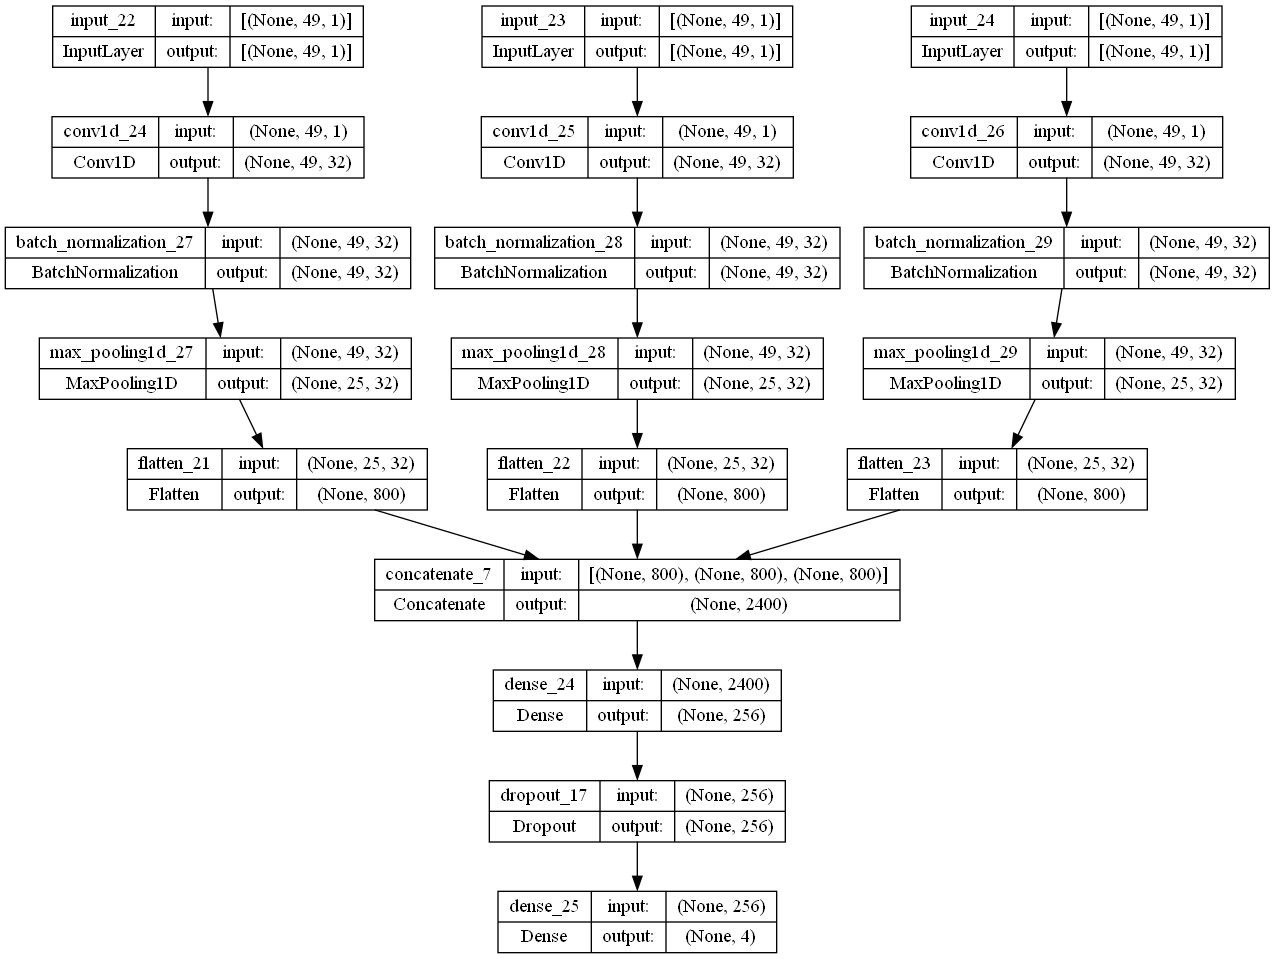 input_22 input: [(None, 49, 1)]
InputLayer output: [(None, 49, 1)]
input_23 input: [(None, 49, 1)]
InputLayer output: [(None, 49, 1)]
input_24 input: [(None, 49, 1)]
InputLayer output: [(None, 49, 1)]
conv1d_24 input: (None, 49, 1)
Conv1D output: (None, 49, 32)
conv1d_25 input: (None, 49, 1)
Conv1D output: (None, 49, 32)
conv1d_26 input: (None, 49, 1)
Conv1D output: (None, 49, 32)
batch_normalization_27 input: (None, 49, 32)
BatchNormalization output: (None, 49, 32)
batch_normalization_28 input: (None, 49, 32)
BatchNormalization output: (None, 49, 32)
batch_normalization_29 input: (None, 49, 32)
BatchNormalization output: (None, 49, 32)
max_pooling1d_27 input: (None, 49, 32)
MaxPooling1D output: (None, 25, 32)
max_pooling1d_28 input: (None, 49, 32)
MaxPooling1D output: (None, 25, 32)
max_pooling1d_29 input: (None, 49, 32)
MaxPooling1D output: (None, 25, 32)
flatten_21 input: (None, 25, 32)
Flatten output: (None, 800)
flatten_22 input: (None, 25, 32)
Flatten output: (None, 800)
flatten_23 input: (None, 25, 32)
Flatten output: (None, 800)
concatenate_7 input: [(None, 800), (None, 800), (None, 800)]
Concatenate output: (None, 2400)
dense_24 input: (None, 2400)
Dense output: (None, 256)
dropout_17 input: (None, 256)
Dropout output: (None, 256)
dense_25 input: (None, 256)
Dense output: (None, 4)